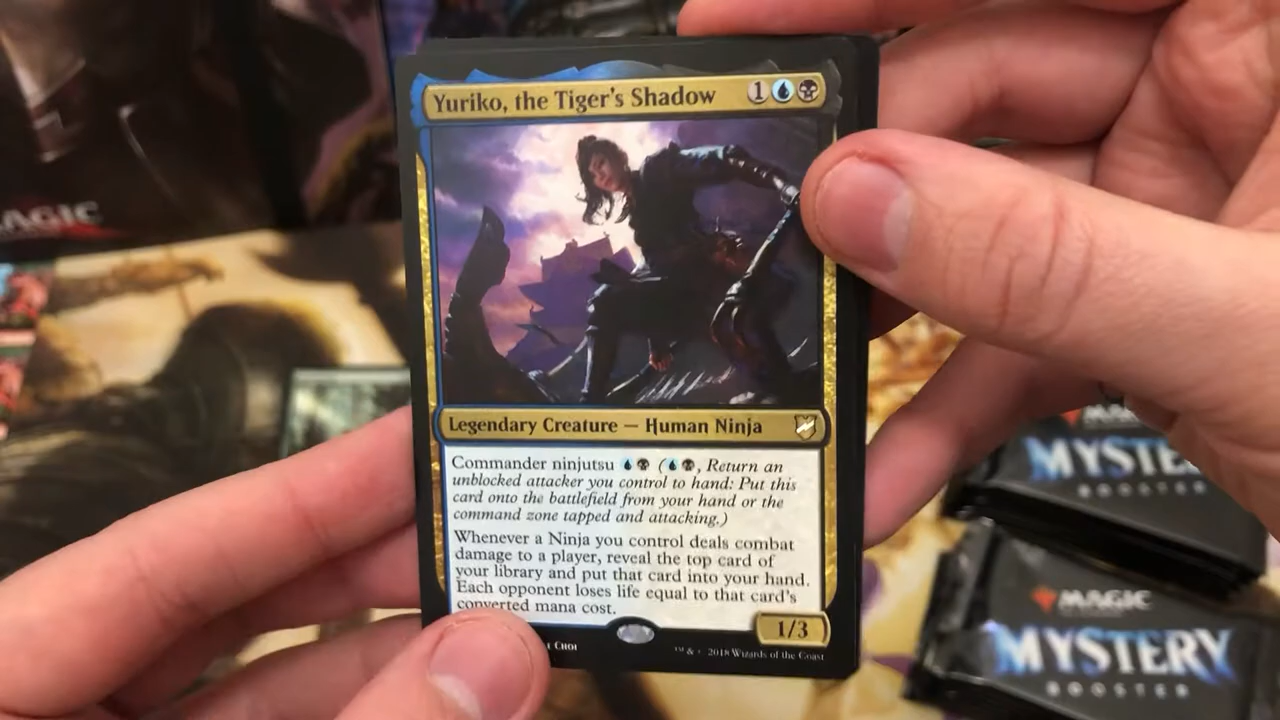 Yuriko, the Tiger's Shadow 1
Legendary Creature — Human Ninja
Commander ninjutsu (, Return an
unblocked attacker you control to hand: Put this
card onto the battlefield from your hand or the
command zone tapped and attacking.)
Whenever a Ninja you control deals combat
damage to a player, reveal the top card of
your library and put that card into your hand.
Each opponent loses life equal to that card's
converted mana cost.
1/3
CHOI
™ & 2018 Wizards of the Coast
MAGIC
MAGIC
MYSTE
BOOSTER
MAGIC
MYSTERY
BOOSTER